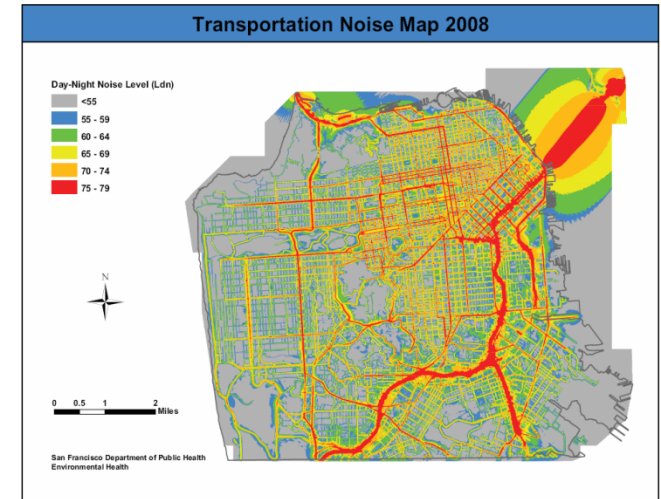 Transportation Noise Map 2008
Day-Night Noise Level (Ldn)
<55
55 - 59
60 - 64
65 - 69
70 - 74
75 - 79
N
0 0.5 1 2
Miles
San Francisco Department of Public Health
Environmental Health